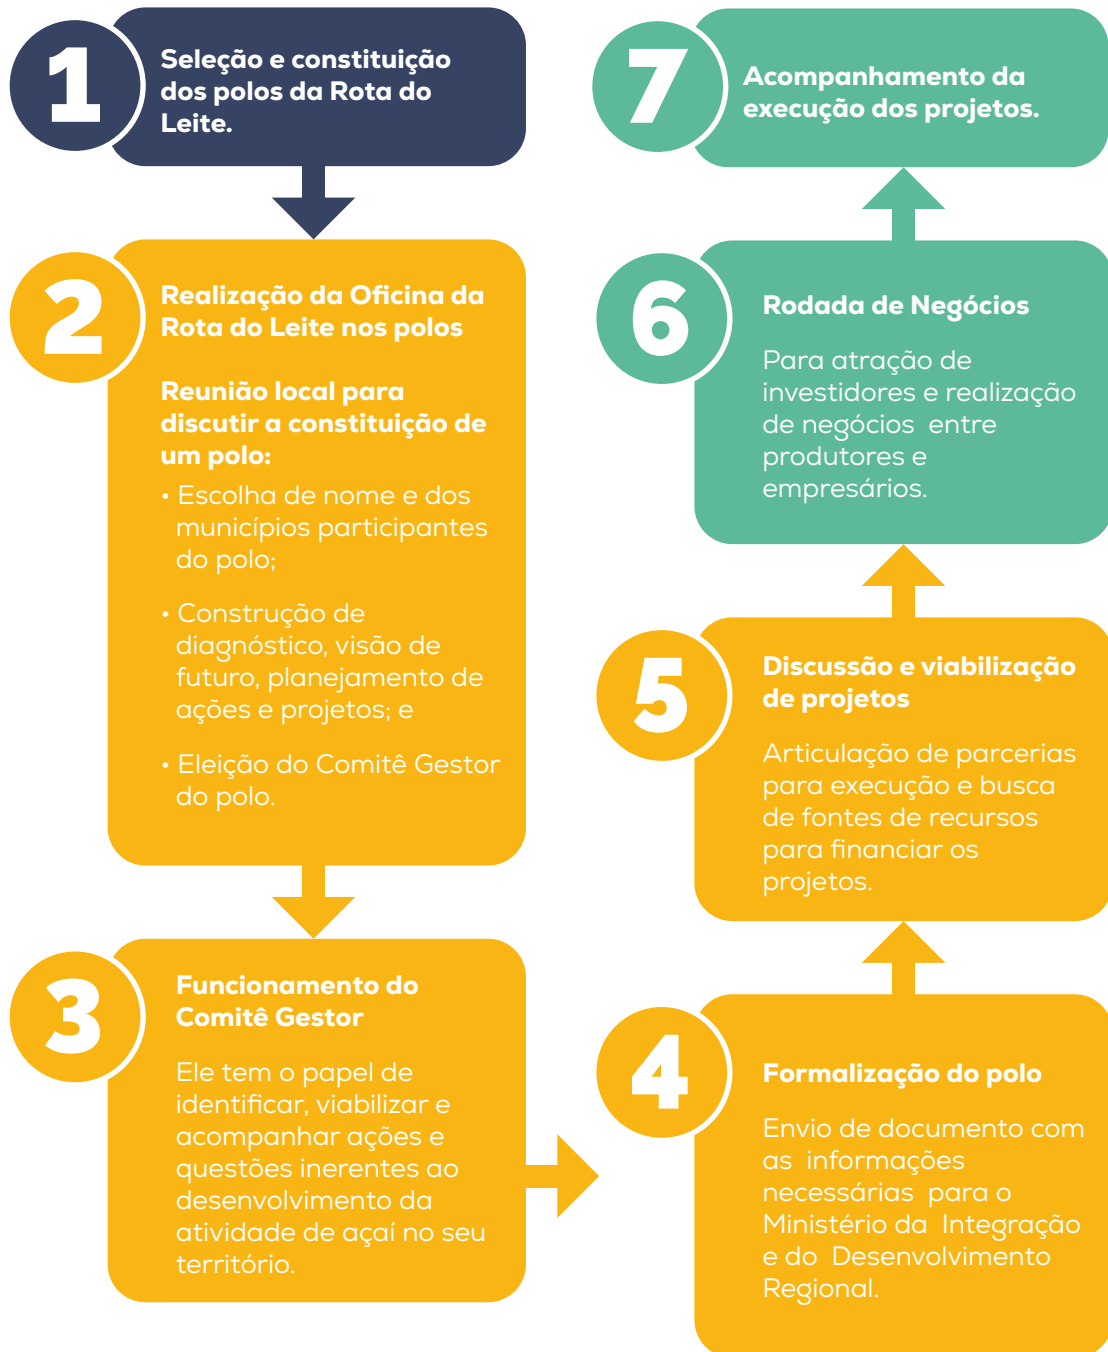 1
Seleção e constituição
dos polos da Rota do
Leite.
2
Realização da Oficina da
Rota do Leite nos polos
Reunião local para
discutir a constituição de
um polo:
• Escolha de nome e dos
municípios participantes
do polo;
• Construção de
diagnóstico, visão de
futuro, planejamento de
ações e projetos; e
• Eleição do Comitê Gestor
do polo.
3
Funcionamento do
Comitê Gestor
Ele tem o papel de
identificar, viabilizar e
acompanhar ações e
questões inerentes ao
desenvolvimento da
atividade de açaí no seu
território.
4
Formalização do polo
Envio de documento com
as informações
necessárias para o
Ministério da Integração
e do Desenvolvimento
Regional.
5
Discussão e viabilização
de projetos
Articulação de parcerias
para execução e busca
de fontes de recursos
para financiar os
projetos.
6
Rodada de Negócios
Para atração de
investidores e realização
de negócios entre
produtores e
empresários.
7
Acompanhamento da
execução dos projetos.